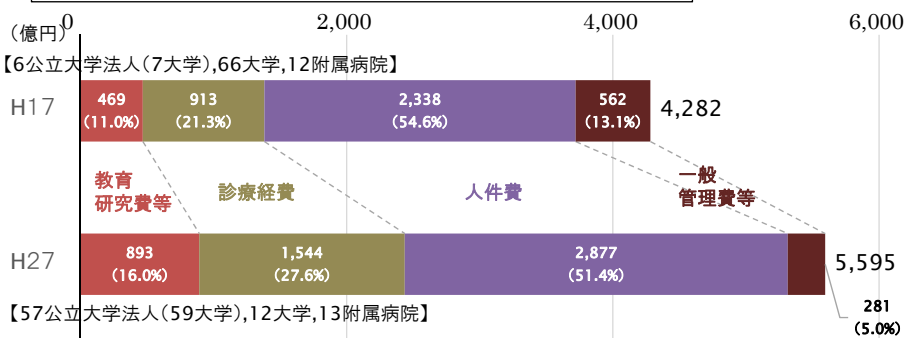 0 2,000 4,000 6,000
（億円）
【6公立大学法人（7大学）,66大学,12附属病院】
H17 469 913 2,338 562 4,282
(11.0%) (21.3%) (54.6%) (13.1%)
教育 診療経費 人件費 一般
研究費等 管理費等
H27 893 1,544 2,877 5,595
(16.0%) (27.6%) (51.4%)
【57公立大学法人（59大学）,12大学,13附属病院】 281
(5.0%)